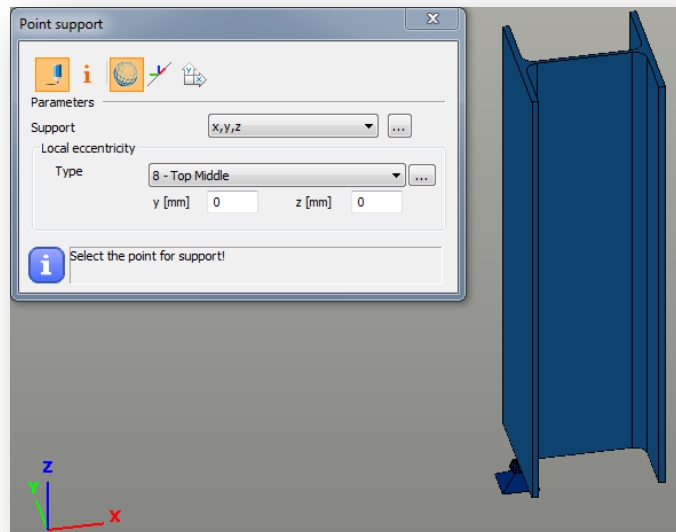 Point support
Parameters
Support x,y,z ...
Local eccentricity
Type 8 - Top Middle ...
y [mm] 0 z [mm] 0
Select the point for support!
Z
Y
X